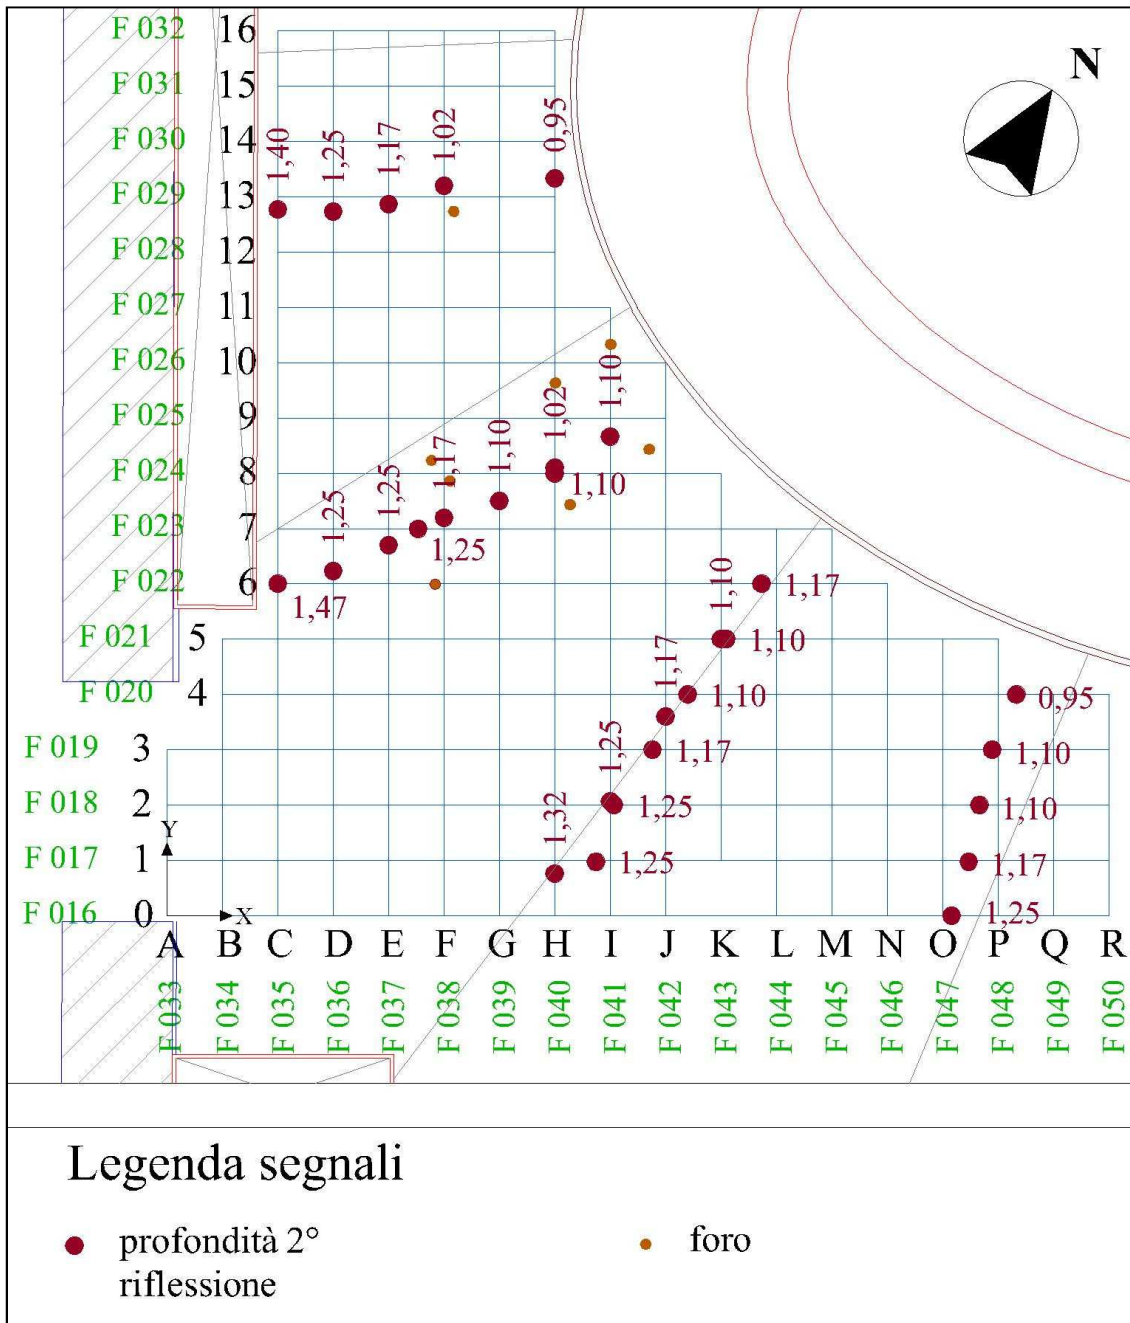 F 032 16
N
F 031 15
F 030 14
1,40 1,25 1,17 1,02 0,95
F 029 13
F 028 12
F 027 11
F 026 10
1,10
F 025 9
1,02
1,10
1,17
1,25
F 024 8
1,10
1,25
F 023 7
1,25
F 022 6
1,47
1,10
1,17
F 021 5
1,10
1,17
F 020 4
1,10
0,95
F 019 3
1,25
1,17
1,10
F 018 2
1,32
1,25
1,10
Y
F 017 1
1,25
1,17
F 016 0
X
1,25
A B C D E F G H I J K L M N O P Q R
F 033 F 034 F 035 F 036 F 037 F 038 F 039 F 040 F 041 F 042 F 043 F 044 F 045 F 046 F 047 F 048 F 049 F 050
Legenda segnali
profondità 2°
riflessione
foro